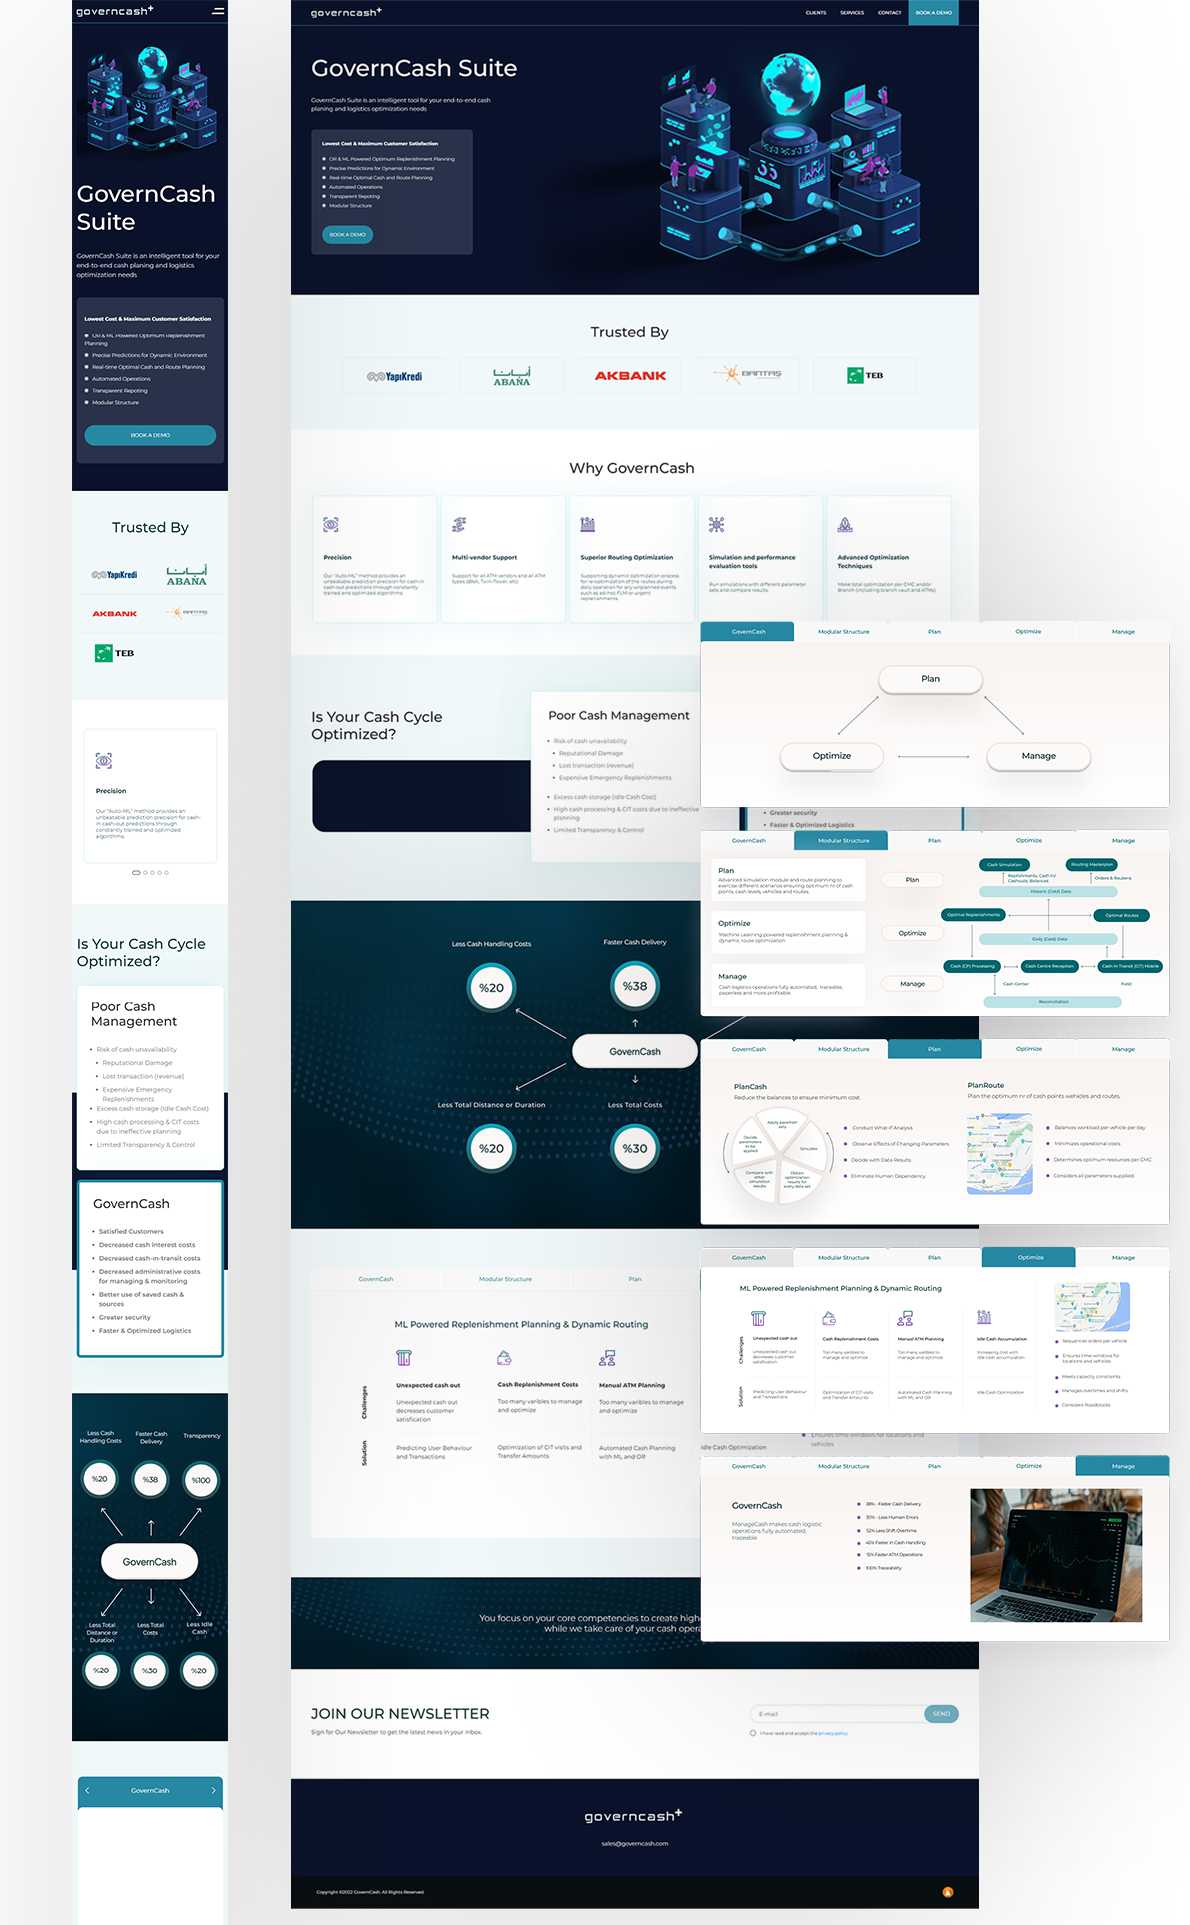 governcash+
GovernCash
Suite
GovernCash Suite is an intelligent tool for your
end-to-end cash planing and logistics
optimization needs
Lowest Cost & Maximum Customer Satisfaction
OR & ML Powered Optimum Replenishment
Planning
Precise Predictions for Dynamic Environment
Real-time Optimal Cash and Route Planning
Automated Operations
Transparent Repoting
Modular Structure
BOOK A DEMO
Trusted By
YapıKredi
أبانا
ABANA
AKBANK
BANTAŞ
TEB
Precision
Our "Auto-ML" method provides an
unbeatable prediction precision for cash-
in cash-out predictions through
constantly trained and optimized
algorithms.
Is Your Cash Cycle
Optimized?
Poor Cash
Management
Risk of cash unavailability
Reputational Damage
Lost transaction (revenue)
Expensive Emergency
Replenishments
Excess cash storage (Idle Cash Cost)
High cash processing & CIT costs
due to ineffective planning
Limited Transparency & Control
GovernCash
Satisfied Customers
Decreased cash interest costs
Decreased cash-in-transit costs
Decreased administrative costs
for managing & monitoring
Better use of saved cash &
sources
Greater security
Faster & Optimized Logistics
Less Cash
Handling Costs
Faster Cash
Delivery
Transparency
%20
%38
%100
GovernCash
Less Total
Distance or
Duration
Less Total
Costs
Less Idle
Cash
%20
%30
%20
GovernCash
governcash+
CLIENTS
SERVICES
CONTACT
BOOK A DEMO
GovernCash Suite
GovernCash Suite is an intelligent tool for your end-to-end cash
planing and logistics optimization needs
Lowest Cost & Maximum Customer Satisfaction
OR & ML Powered Optimum Replenishment Planning
Precise Predictions for Dynamic Environment
Real-time Optimal Cash and Route Planning
Automated Operations
Transparent Repoting
Modular Structure
BOOK A DEMO
Trusted By
YapıKredi
أبانا
ABANA
AKBANK
BANTAŞ
TEB
Why GovernCash
Precision
Our "Auto-ML" method provides an
unbeatable prediction precision for cash-in
cash-out predictions through constantly
trained and optimized algorithms.
Multi-vendor Support
Support for all ATM vendors and all ATM
types (BNA, Twin-Tower, etc)
Superior Routing Optimization
Supporting dynamic optimization process
for re-optimization of the routes during
daily operation for any unplanned events
such as ad-hoc FLM or urgent
replenishments.
Simulation and performance
evaluation tools
Run simulations with different parameter
sets and compare results.
Advanced Optimization
Techniques
Make total optimization per CMC and/or
Branch (including branch vault and ATMs)
Is Your Cash Cycle
Optimized?
Poor Cash Management
Risk of cash unavailability
Reputational Damage
Lost transaction (revenue)
Expensive Emergency Replenishments
Excess cash storage (Idle Cash Cost)
High cash processing & CIT costs due to ineffective
planning
Limited Transparency & Control
Greater security
Faster & Optimized Logistics
Less Cash Handling Costs
Faster Cash Delivery
%20
%38
GovernCash
Less Total Distance or Duration
Less Total Costs
%20
%30
GovernCash
Modular Structure
Plan
ML Powered Replenishment Planning & Dynamic Routing
Challenges
Unexpected cash out
Unexpected cash out
decreases customer
satisfication
Cash Replenishment Costs
Too many varibles to manage
and optimize
Manual ATM Planning
Too many varibles to manage
and optimize
Solution
Predicting User Behaviour
and Transactions
Optimization of CIT visits and
Transfer Amounts
Automated Cash Planning
with ML and OR
Idle Cash Optimization
Ensures time windows for locations and
vehicles
You focus on your core competencies to create high
while we take care of your cash opera
JOIN OUR NEWSLETTER
Sign for Our Newsletter to get the latest news in your inbox.
E-mail
SEND
I have read and accept the privacy policy
governcash+
sales@governcash.com
Copyright ©2022 GovernCash. All Rights Reserved.
GovernCash
Modular Structure
Plan
Optimize
Manage
Plan
Optimize
Manage
GovernCash
Modular Structure
Plan
Optimize
Manage
Plan
Advanced simulation module and route planning to
exercise different scenarios ensuring optimum nr of cash
points, cash levels, vehicles and routes.
Optimize
Machine Learning powered replenishment planning &
dynamic route optimization
Manage
Cash logistics operations fully automated, traceable,
paperless and more profitable.
Plan
Optimize
Manage
Cash Simulation
Routing Masterplan
Replishments, Cash In/
Cashouts, Balances
Orders & Routens
Historic (Cold) Data
Optimal Replenishments
Optimal Routes
Daily (Cold) Data
Cash (CP) Processing
Cash Centre Reception
Cash In Transit (CIT) Mobile
Cash Center
Field
Reconciliation
GovernCash
Modular Structure
Plan
Optimize
Manage
PlanCash
Reduce the balances to ensure minimum cost.
Apply paramater
sets
Simulate
Obtain
optimization
results for
every data set
Compare with
other
simulation
results
Decide
parameters
to be
applied
Conduct What-if Analysis
Observe Effects of Changing Parameters
Decide with Data Results
Eliminate Human Dependency
PlanRoute
Plan the optimum nr of cash points wehicles and routes.
Balances workload per vehicle per day
Minimizes operational costs
Determines optimum resources per CMC
Considers all parameters supplied
GovernCash
Modular Structure
Plan
Optimize
Manage
ML Powered Replenishment Planning & Dynamic Routing
Challenges
Unexpected cash out
Unexpected cash out
decreases customer
satisfication
Cash Replenishment Costs
Too many varibles to
manage and optimize
Manual ATM Planning
Too many varibles to
manage and optimize
Idle Cash Accumulation
Increasing cost with
idle cash accumulation
Solution
Predicting User Behaviour
and Transactions
Optimization of CIT visits
and Transfer Amounts
Automated Cash Planning
with ML and OR
Idle Cash Optimization
Sequences orders per vehicle
Ensures time windows for
locations and vehicles
Meets capacity constraints
Manages overtimes and shifts
Considers Roadblocks
GovernCash
Modular Structure
Plan
Optimize
Manage
GovernCash
ManageCash makes cash logistic
operations fully automated,
traceable
38% - Faster Cash Delivery
30% - Less Human Errors
52% Less Shift Overtime
45% Faster in Cash Handling
15% Faster ATM Operations
100% Traceability